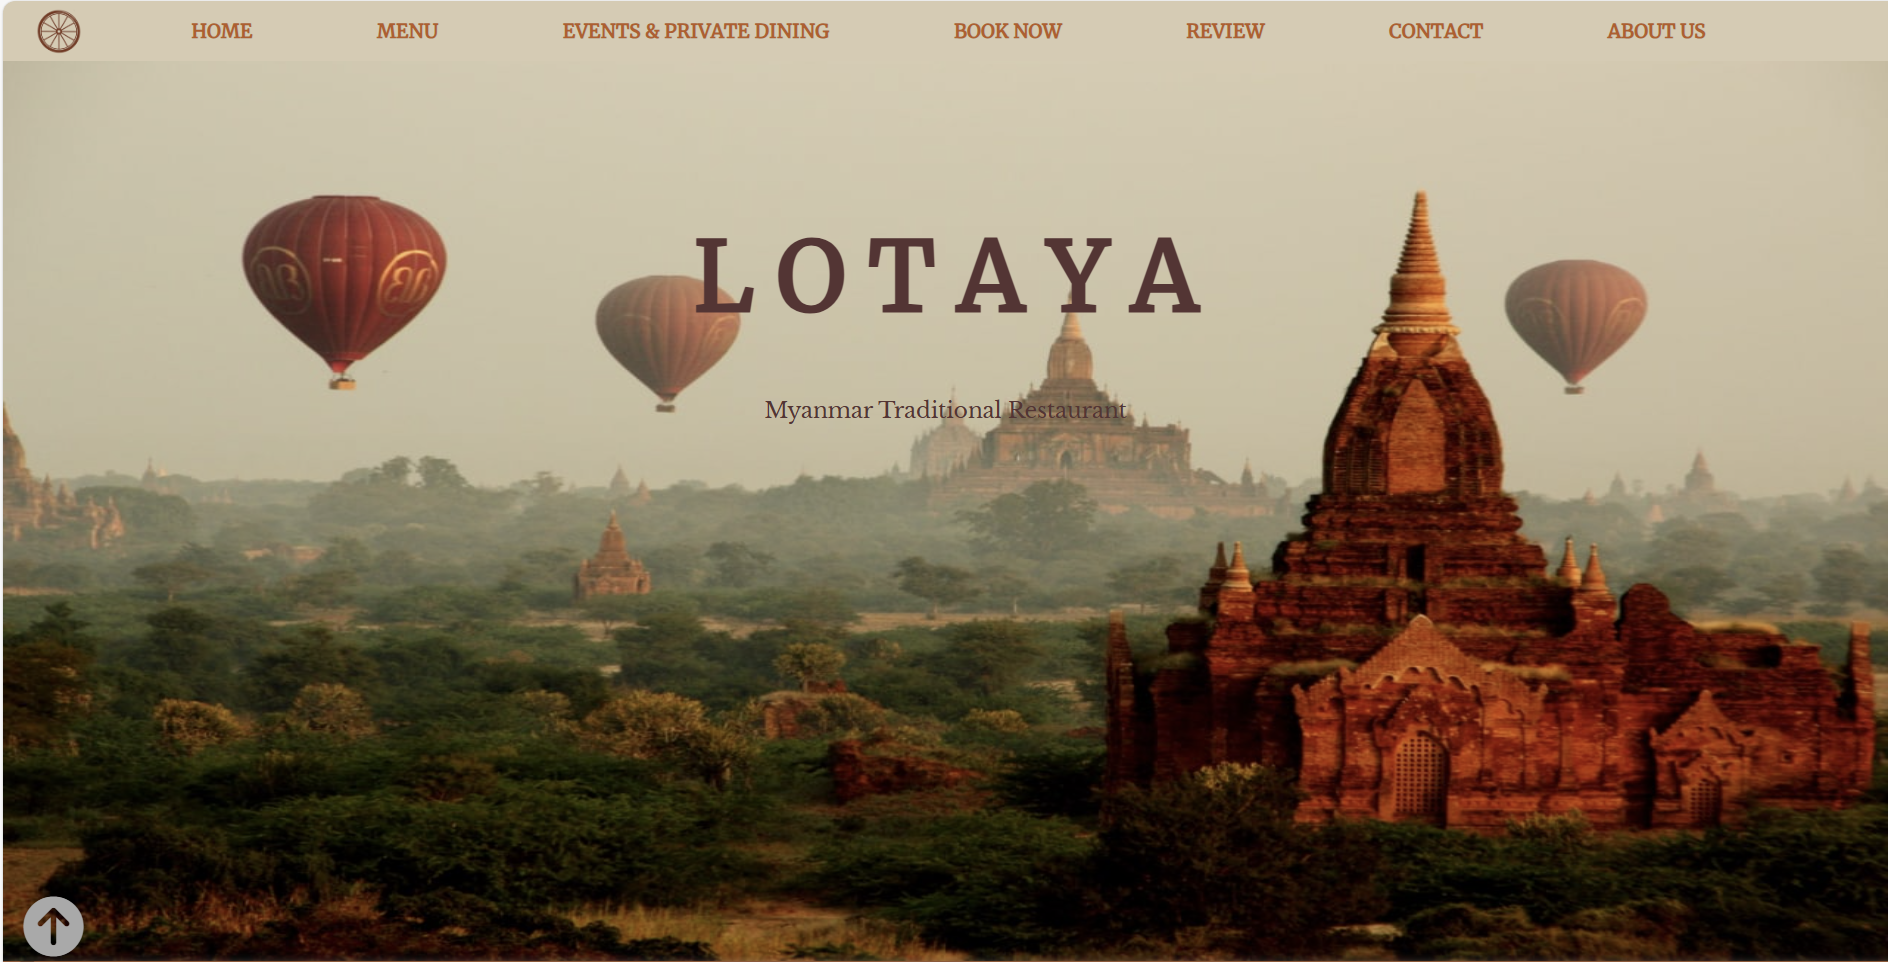 HOME MENU EVENTS & PRIVATE DINING BOOK NOW REVIEW CONTACT ABOUT US
LOTAYA
Myanmar Traditional Restaurant